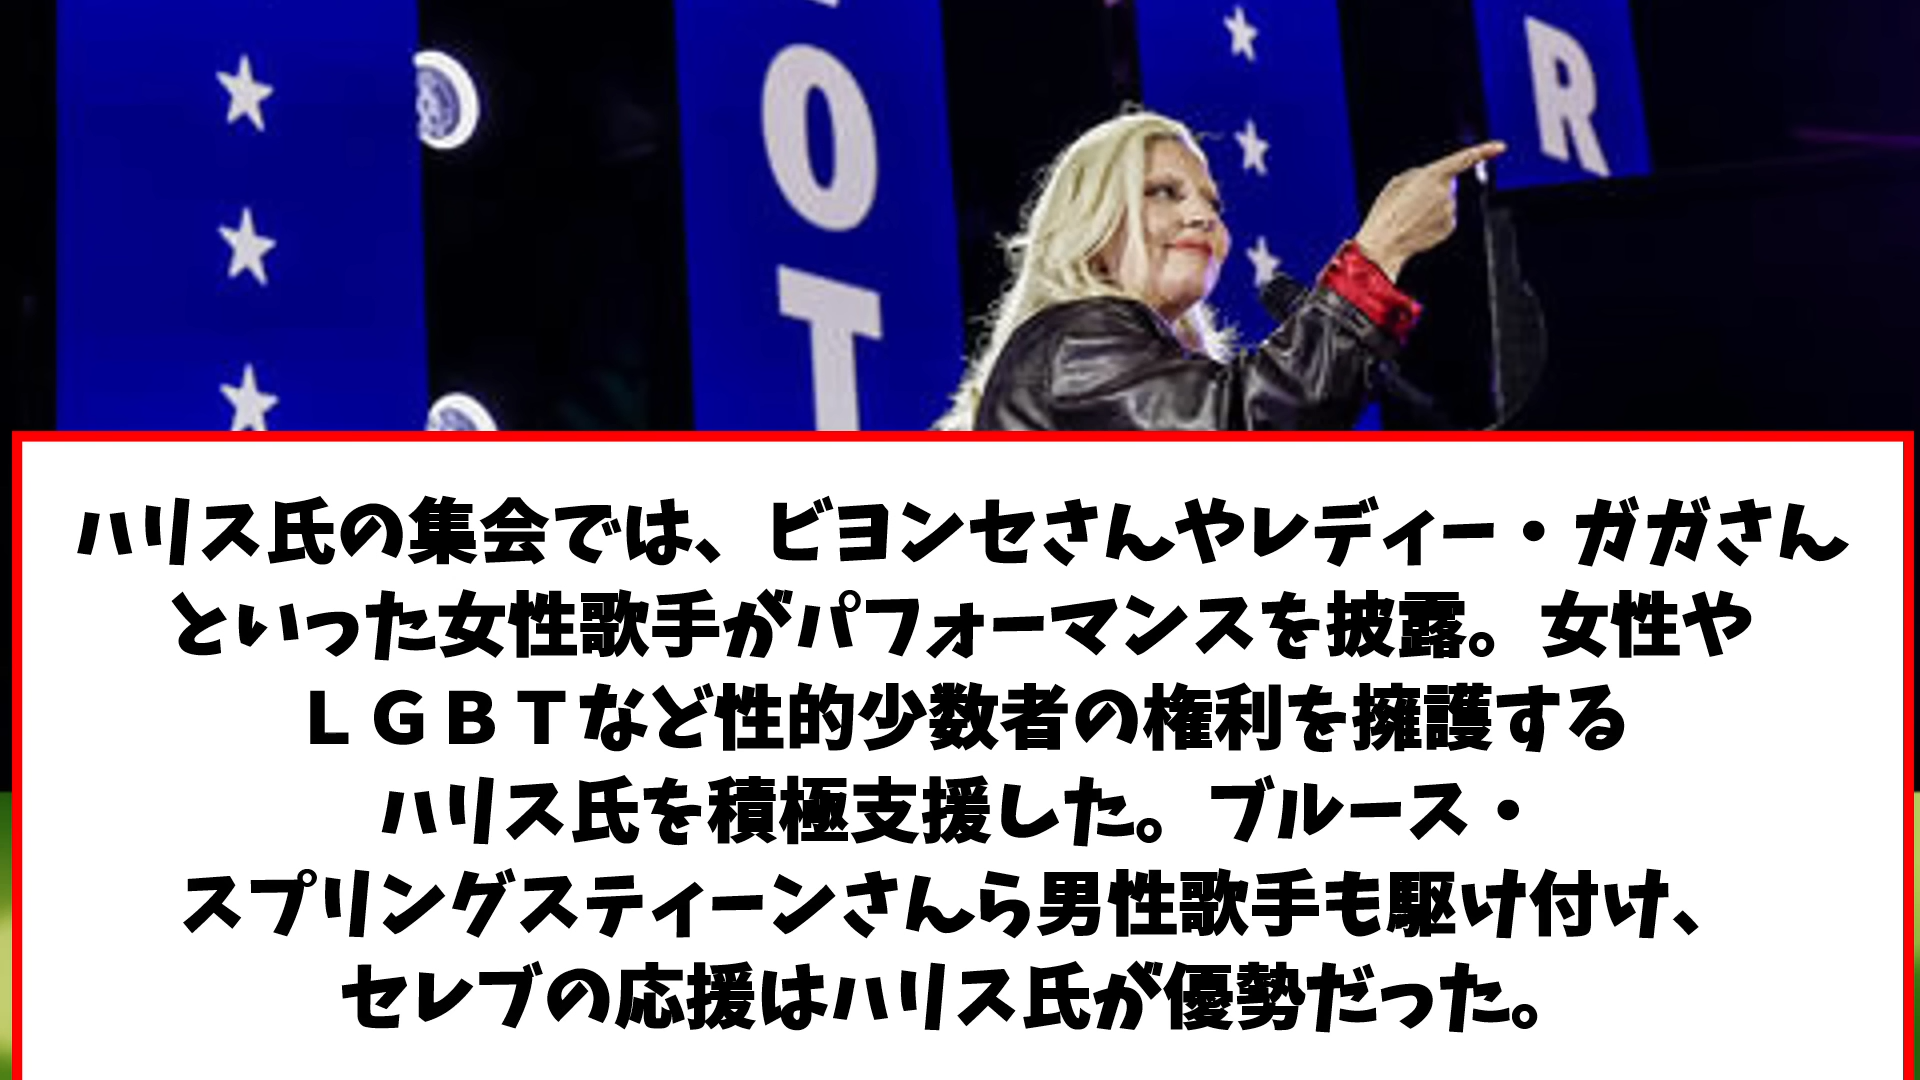 O
T
R
ハリス氏の集会では、ビヨンセさんやレディー・ガガさん
といった女性歌手がパフォーマンスを披露。女性や
ＬＧＢＴなど性的少数者の権利を擁護する
ハリス氏を積極支援した。ブルース・
スプリングスティーンさんら男性歌手も駆け付け、
セレブの応援はハリス氏が優勢だった。